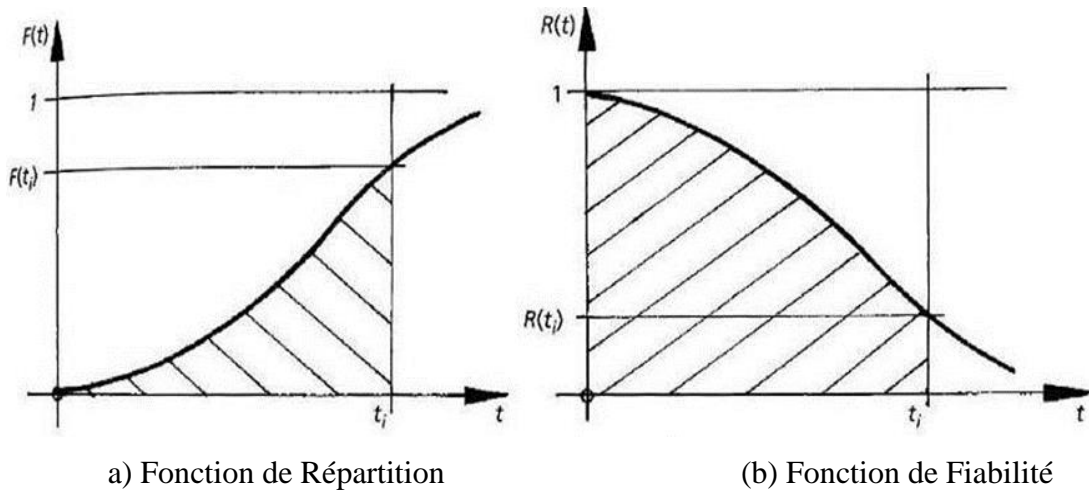 F(t)
1
F(tᵢ)
tᵢ
t
R(t)
1
R(tᵢ)
tᵢ
t
a) Fonction de Répartition
(b) Fonction de Fiabilité